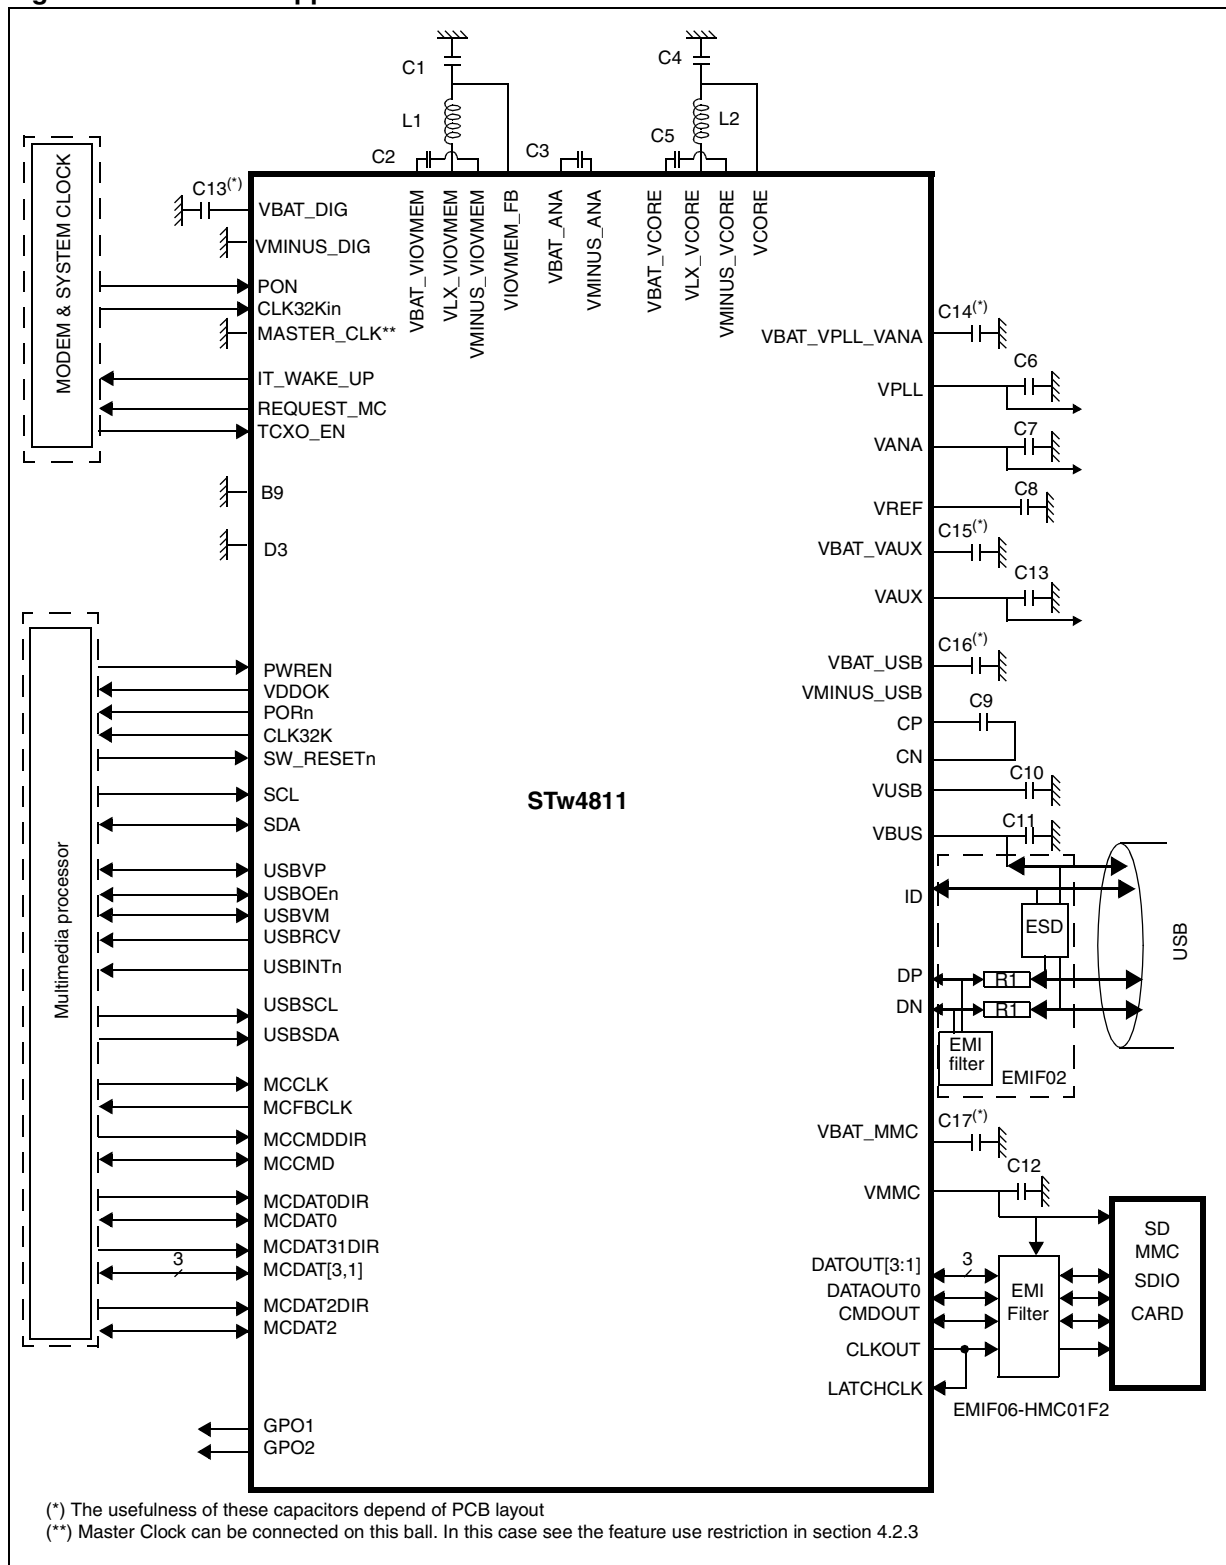 C1
C4
L1
L2
C2
C3
C5
MODEM & SYSTEM CLOCK
C13(*)
VBAT_DIG
VMINUS_DIG
PON
CLK32Kin
MASTER_CLK**
IT_WAKE_UP
REQUEST_MC
TCXO_EN
B9
D3
VBAT_VIOVMEM
VLX_VIOVMEM
VMINUS_VIOVMEM
VIOVMEM_FB
VBAT_ANA
VMINUS_ANA
VBAT_VCORE
VLX_VCORE
VMINUS_VCORE
VCORE
VBAT_VPLL_VANA
C14(*)
VPLL
C6
VANA
C7
VREF
C8
VBAT_VAUX
C15(*)
VAUX
C13
VBAT_USB
C16(*)
VMINUS_USB
CP
C9
CN
VUSB
C10
VBUS
C11
ID
ESD
DP
R1
DN
R1
EMI
filter
EMIF02
USB
STw4811
Multimedia processor
PWREN
VDDOK
PORn
CLK32K
SW_RESETn
SCL
SDA
USBVP
USBOEn
USBVM
USBRCV
USBINTn
USBSCL
USBSDA
MCCLK
MCFBCLK
MCCMDDIR
MCCMD
MCDAT0DIR
MCDAT0
MCDAT31DIR
3
MCDAT[3,1]
MCDAT2DIR
MCDAT2
GPO1
GPO2
VBAT_MMC
C17(*)
VMMC
C12
DATOUT[3:1]
3
DATAOUT0
CMDOUT
CLKOUT
LATCHCLK
EMI
Filter
SD
MMC
SDIO
CARD
EMIF06-HMC01F2
(*) The usefulness of these capacitors depend of PCB layout
(**) Master Clock can be connected on this ball. In this case see the feature use restriction in section 4.2.3